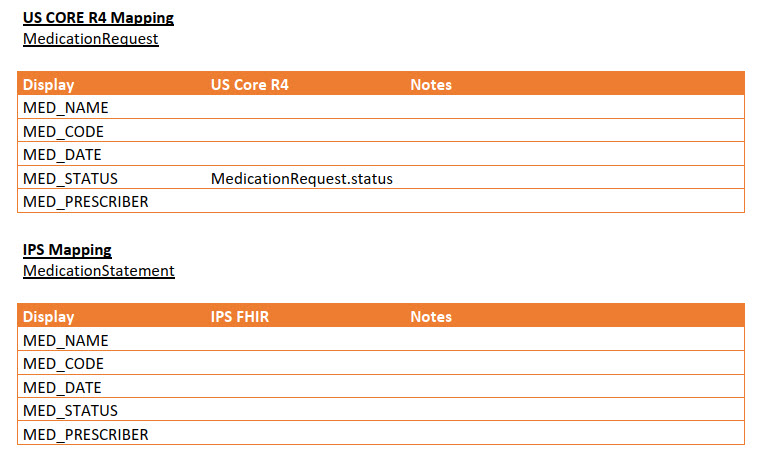 US CORE R4 Mapping
MedicationRequest
Display US Core R4 Notes
MED_NAME
MED_CODE
MED_DATE
MED_STATUS MedicationRequest.status
MED_PRESCRIBER
IPS Mapping
MedicationStatement
Display IPS FHIR Notes
MED_NAME
MED_CODE
MED_DATE
MED_STATUS
MED_PRESCRIBER